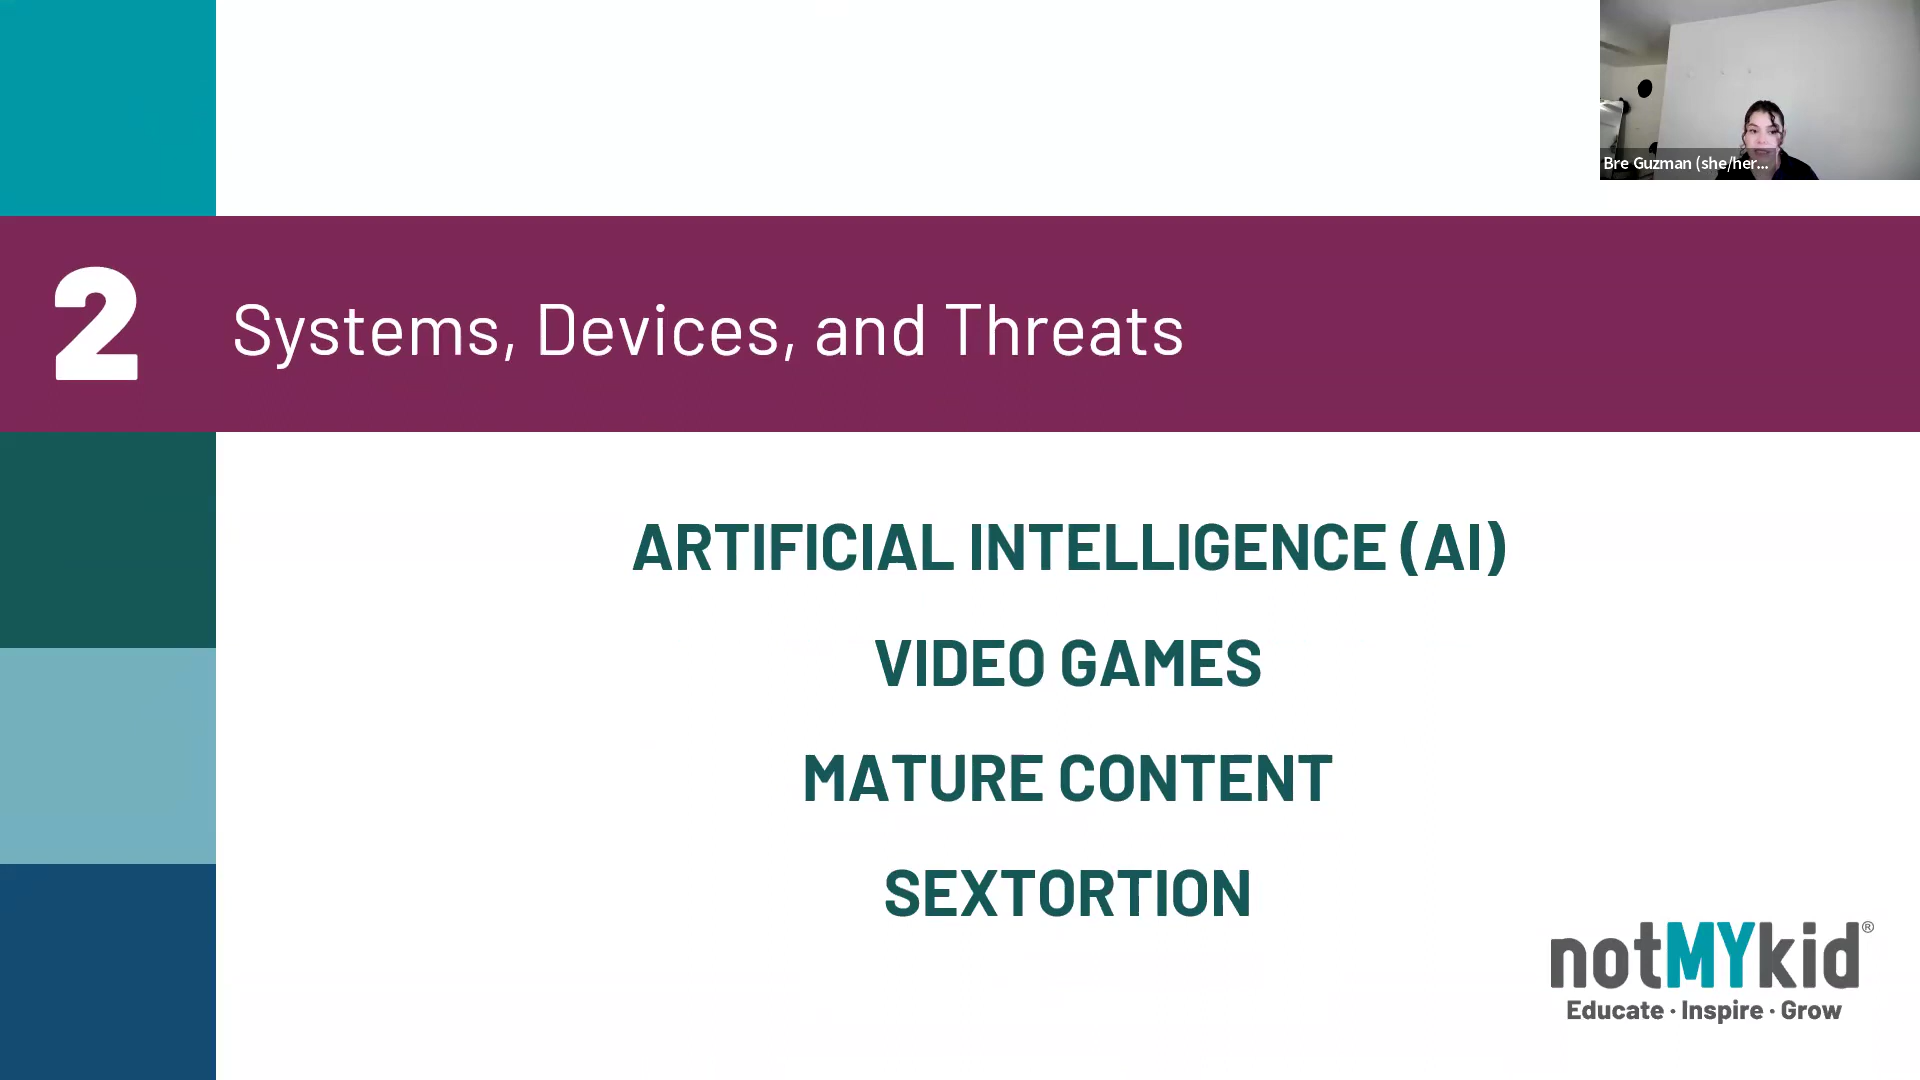 Bre Guzman (she/her...
2
Systems, Devices, and Threats
ARTIFICIAL INTELLIGENCE (AI)
VIDEO GAMES
MATURE CONTENT
SEXTORTION
notMYkid®
Educate · Inspire · Grow